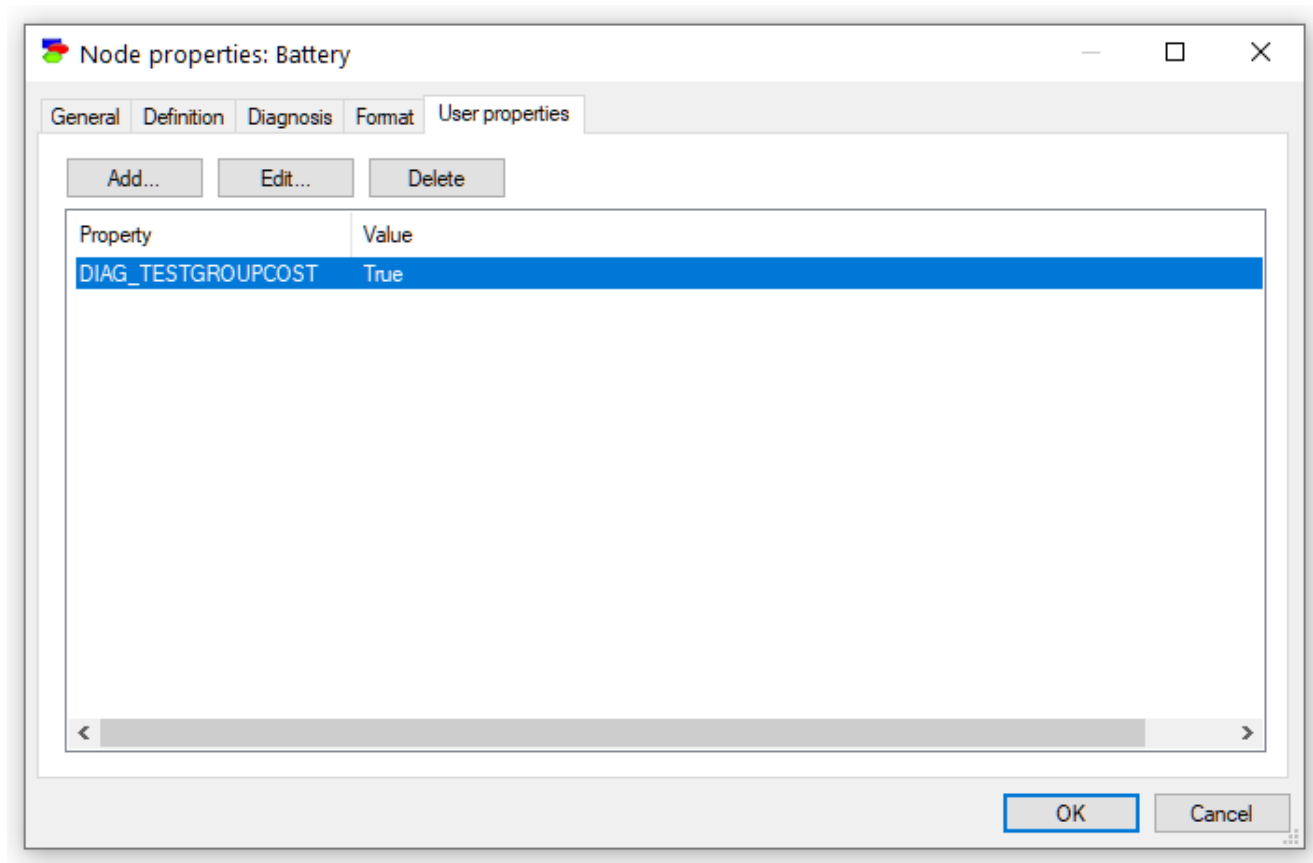 Node properties: Battery
General Definition Diagnosis Format User properties
Add... Edit... Delete
Property Value
DIAG_TESTGROUPCOST True
OK Cancel